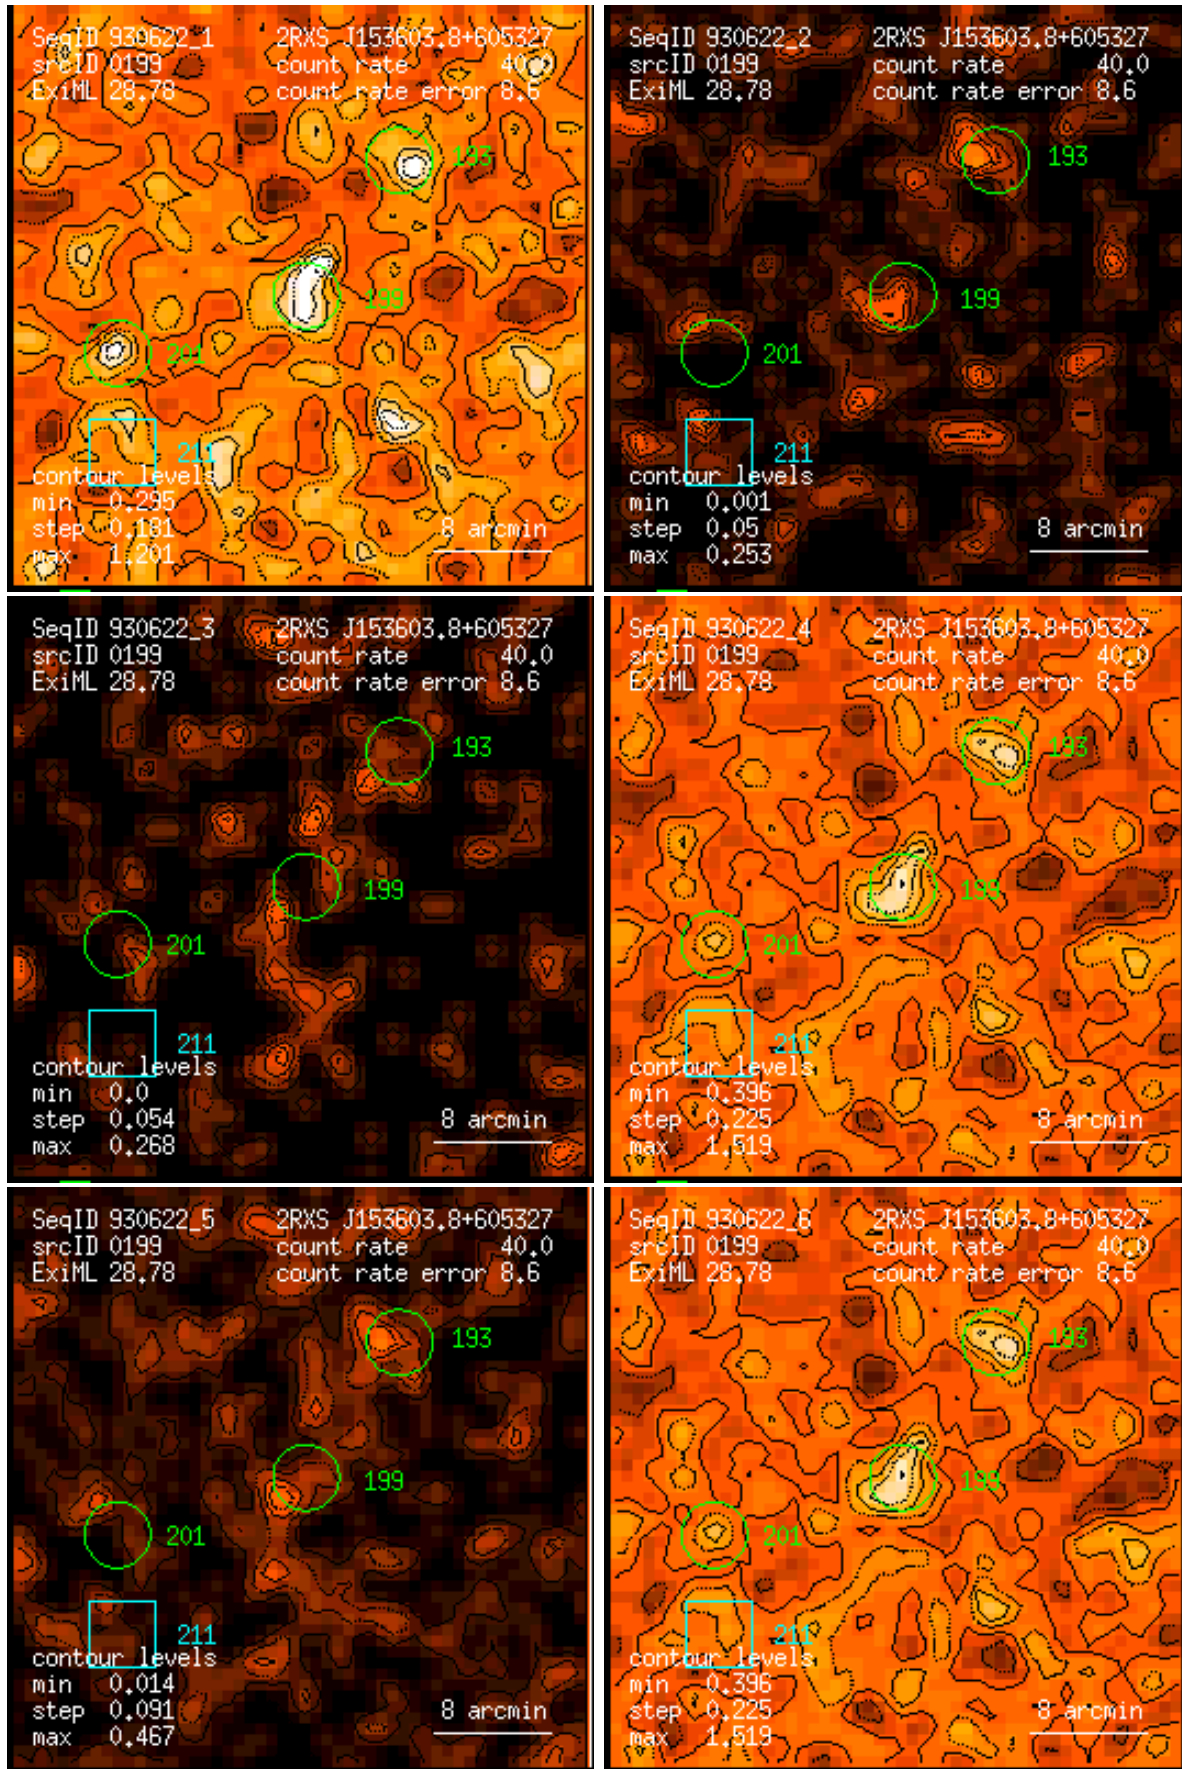 SeqID 930622_1 2RXS J153603.8+605327
srcID 0199 count rate 40.0
ExiML 28.78 count rate error 8.6
193
199
201
211
contour levels
min 0.295
step 0.181
max 1.201
8 arcmin
SeqID 930622_2 2RXS J153603.8+605327
srcID 0199 count rate 40.0
ExiML 28.78 count rate error 8.6
193
199
201
211
contour levels
min 0.001
step 0.05
max 0.253
8 arcmin
SeqID 930622_3 2RXS J153603.8+605327
srcID 0199 count rate 40.0
ExiML 28.78 count rate error 8.6
193
199
201
211
contour levels
min 0.0
step 0.054
max 0.268
8 arcmin
SeqID 930622_4 2RXS J153603.8+605327
srcID 0199 count rate 40.0
ExiML 28.78 count rate error 8.6
193
199
201
211
contour levels
min 0.396
step 0.225
max 1.519
8 arcmin
SeqID 930622_5 2RXS J153603.8+605327
srcID 0199 count rate 40.0
ExiML 28.78 count rate error 8.6
193
199
201
211
contour levels
min 0.014
step 0.091
max 0.467
8 arcmin
SeqID 930622_6 2RXS J153603.8+605327
srcID 0199 count rate 40.0
ExiML 28.78 count rate error 8.6
193
199
201
211
contour levels
min 0.396
step 0.225
max 1.519
8 arcmin